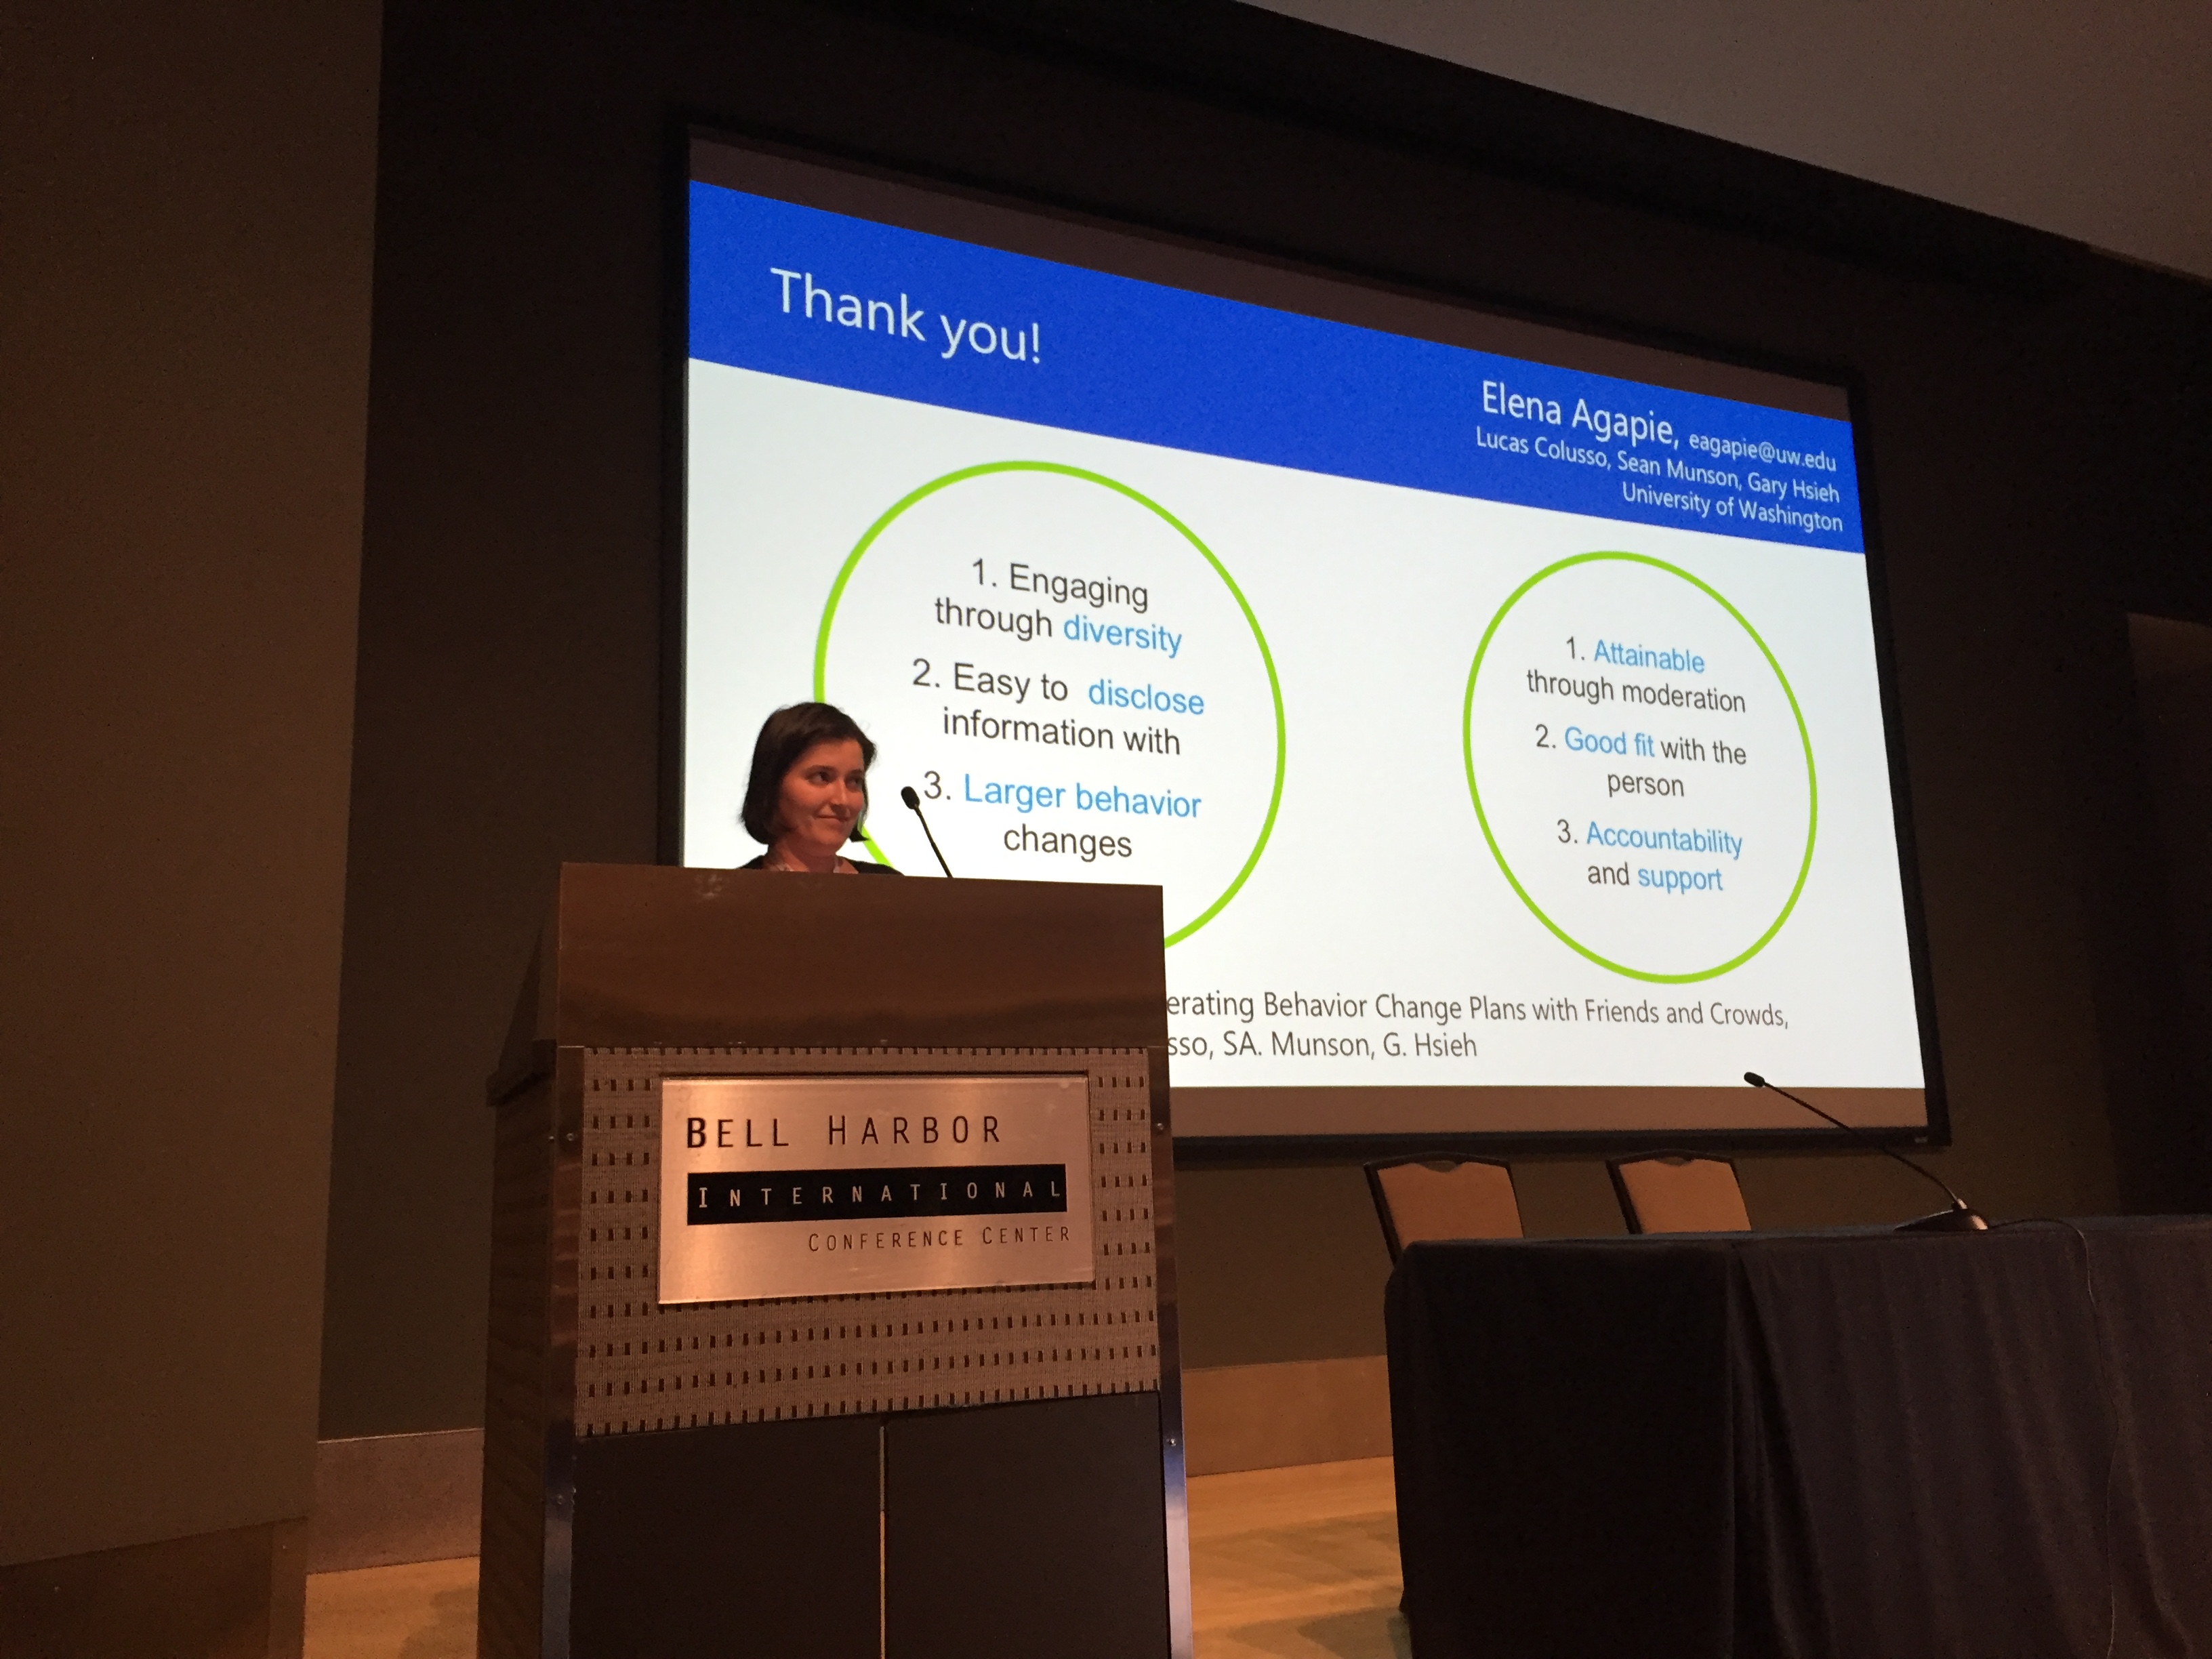 Thank you!
Elena Agapie, eagapie@uw.edu
Lucas Colusso, Sean Munson, Gary Hsieh
University of Washington
1. Engaging
through diversity
2. Easy to disclose
information with
3. Larger behavior
changes
1. Attainable
through moderation
2. Good fit with the
person
3. Accountability
and support
erating Behavior Change Plans with Friends and Crowds,
sso, SA. Munson, G. Hsieh
BELL HARBOR
INTERNATIONAL
CONFERENCE CENTER